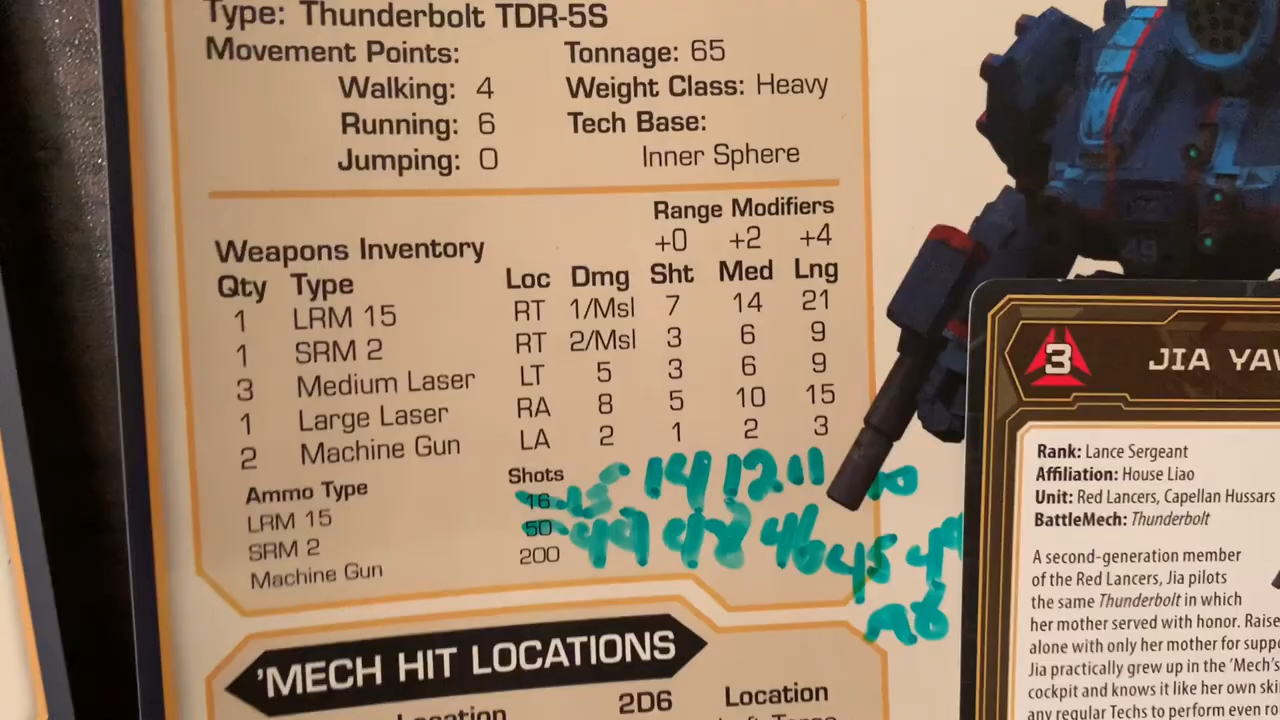 Type: Thunderbolt TDR-5S
Movement Points:
Walking: 4
Running: 6
Jumping: 0
Tonnage: 65
Weight Class: Heavy
Tech Base:
Inner Sphere
Range Modifiers
Weapons Inventory +0 +2 +4
Qty Type Loc Dmg Sht Med Lng
1 LRM 15 RT 1/Msl 7 14 21
1 SRM 2 RT 2/Msl 3 6 9
3 Medium Laser LT 5 3 6 9
1 Large Laser RA 8 5 10 15
2 Machine Gun LA 2 1 2 3
Ammo Type Shots
LRM 15 16 15 14 12 11 10
SRM 2 50 49 48 46 45
Machine Gun 200
'MECH HIT LOCATIONS
2D6 Location
49
3 JIA
Rank: Lance Sergeant
Affiliation: House Liao
Unit: Red Lancers, Capellan Hussars
BattleMech: Thunderbolt
A second-generation member
of the Red Lancers, Jia pilots
the same Thunderbolt in which
her mother served with honor. Raise
alone with only her mother for
Jia practically grew up in the 'Mech's
cockpit and knows it like her own
any regular Techs to perform even